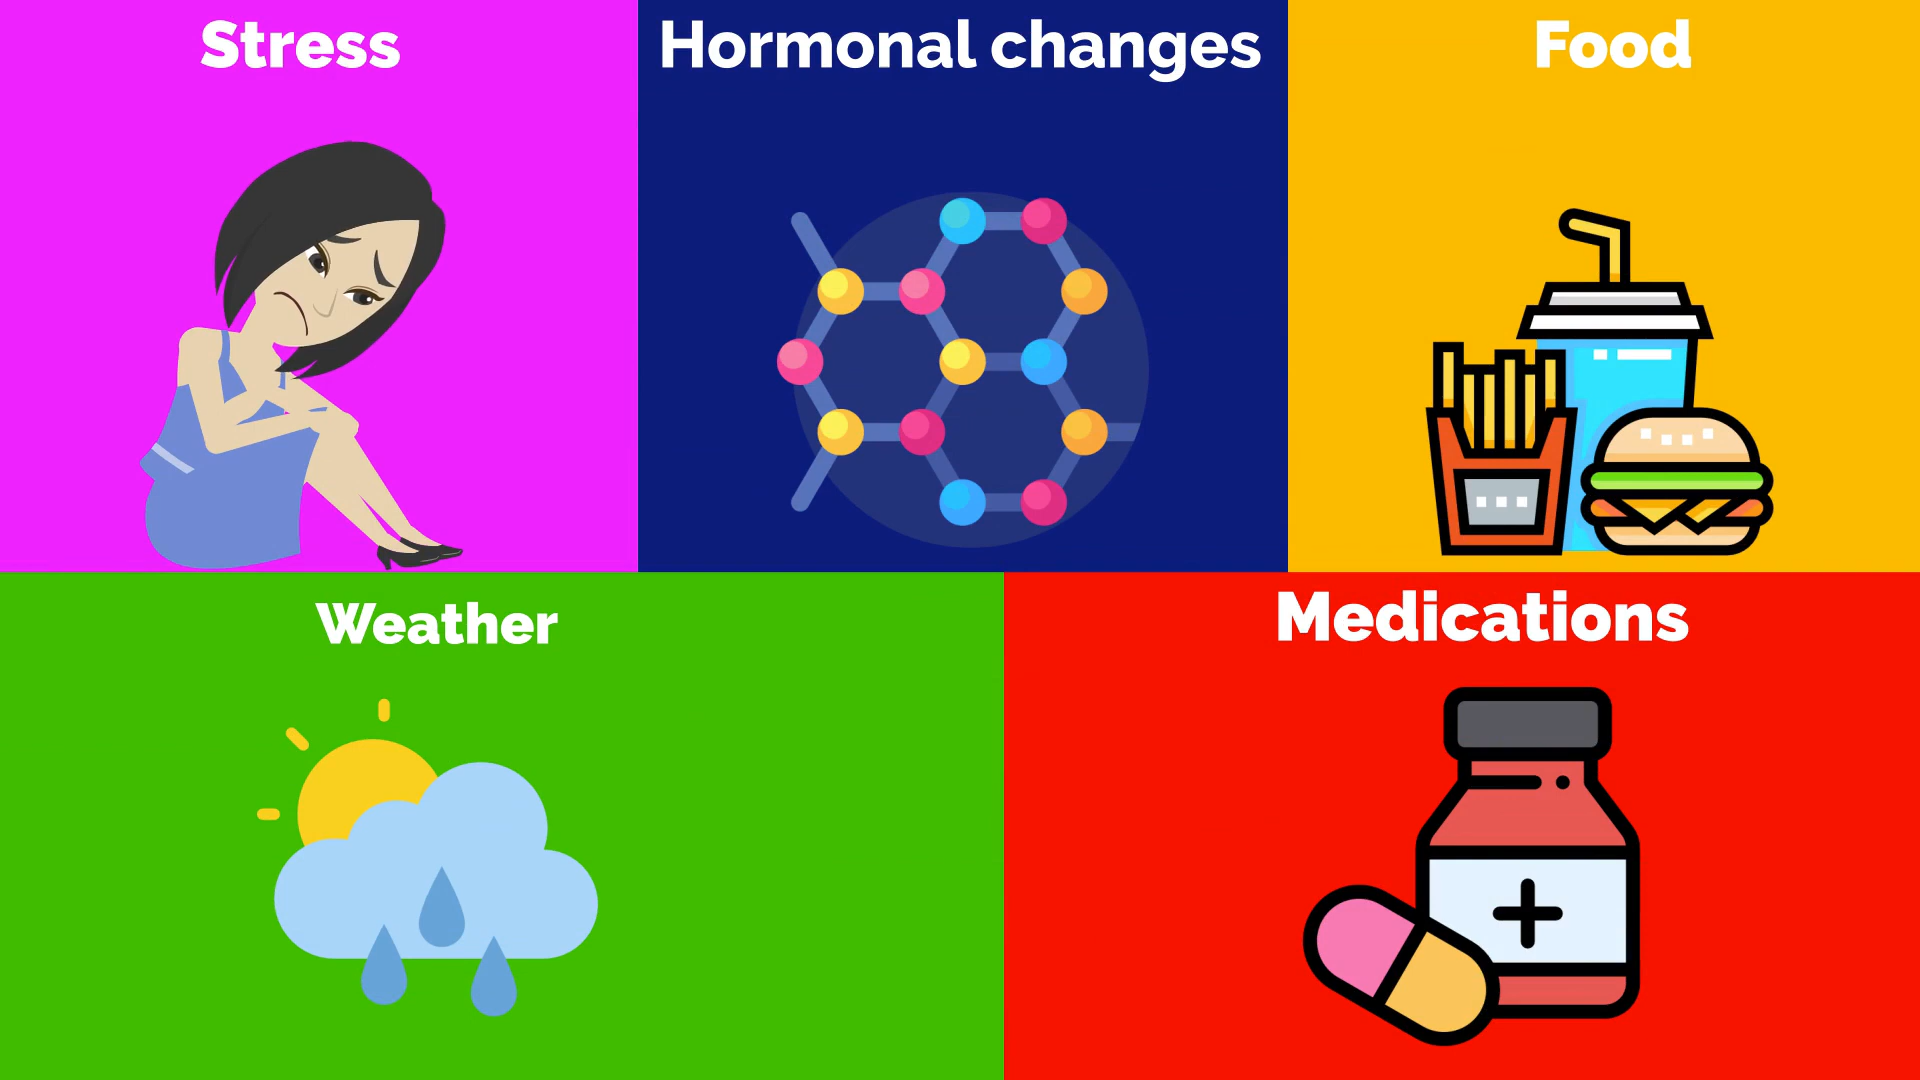 Stress
Hormonal changes
Food
Weather
Medications